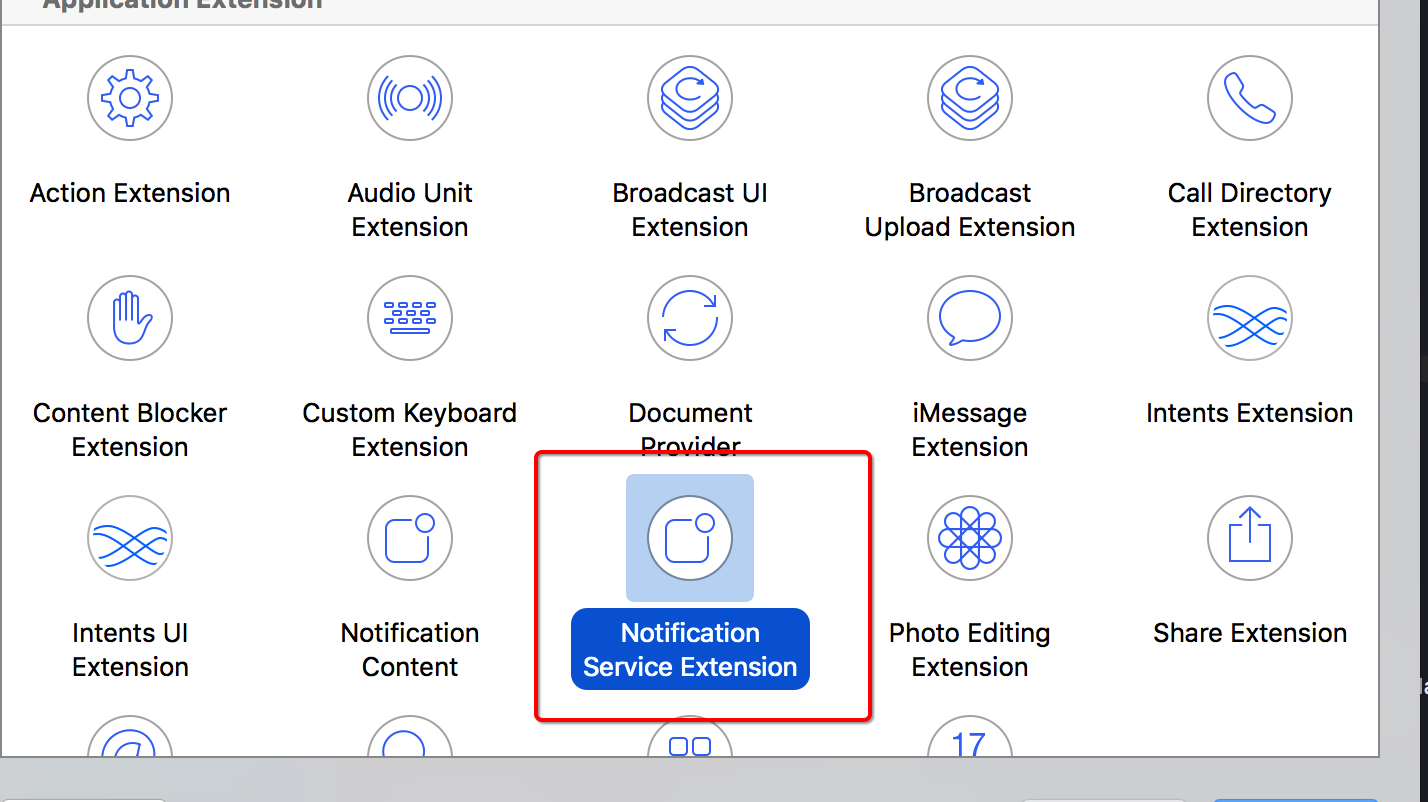 Application Extension
Action Extension
Audio Unit
Extension
Broadcast UI
Extension
Broadcast
Upload Extension
Call Directory
Extension
Content Blocker
Extension
Custom Keyboard
Extension
Document
Provider
iMessage
Extension
Intents Extension
Intents UI
Extension
Notification
Content
Notification
Service Extension
Photo Editing
Extension
Share Extension
17